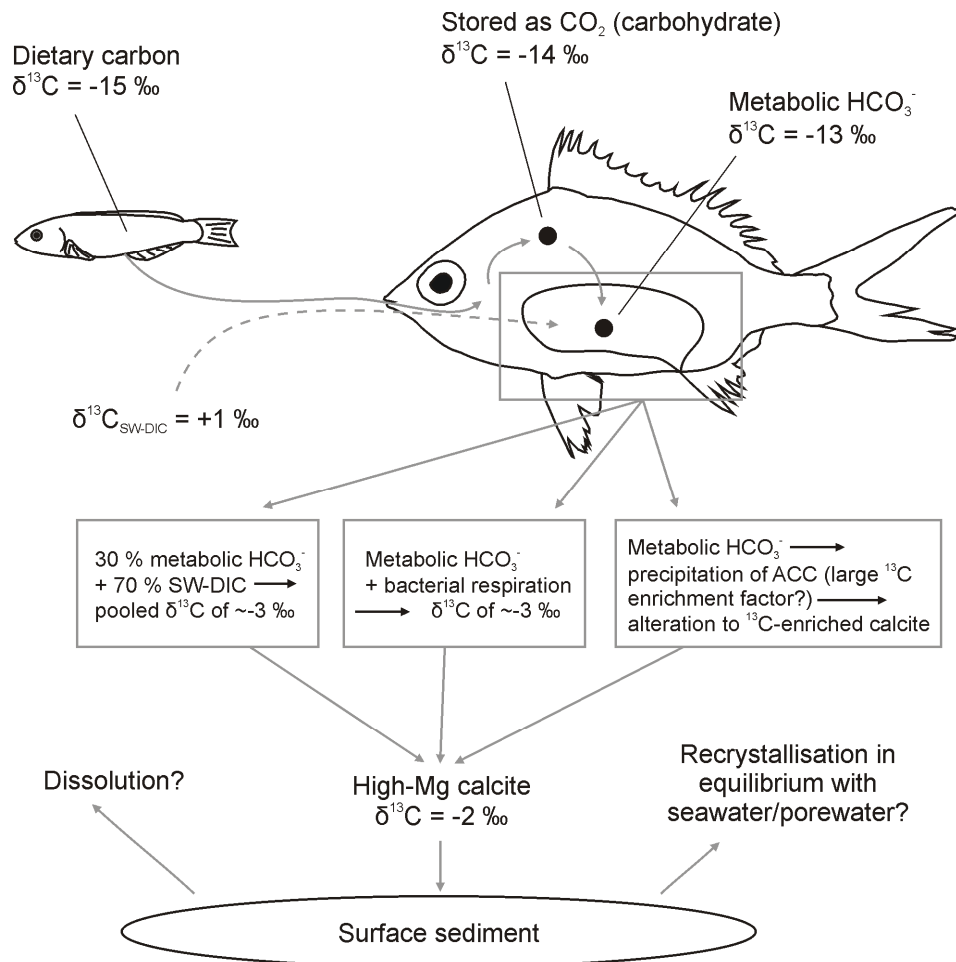 Stored as CO₂ (carbohydrate)
δ¹³C = -14 ‰
Dietary carbon
δ¹³C = -15 ‰
Metabolic HCO₃⁻
δ¹³C = -13 ‰
δ¹³C_SW-DIC = +1 ‰
30 % metabolic HCO₃⁻
+ 70 % SW-DIC →
pooled δ¹³C of ~-3 ‰
Metabolic HCO₃⁻
+ bacterial respiration
→ δ¹³C of ~-3 ‰
Metabolic HCO₃⁻ →
precipitation of ACC (large ¹³C
enrichment factor?) →
alteration to ¹³C-enriched calcite
Dissolution?
High-Mg calcite
δ¹³C = -2 ‰
Recrystallisation in
equilibrium with
seawater/porewater?
Surface sediment